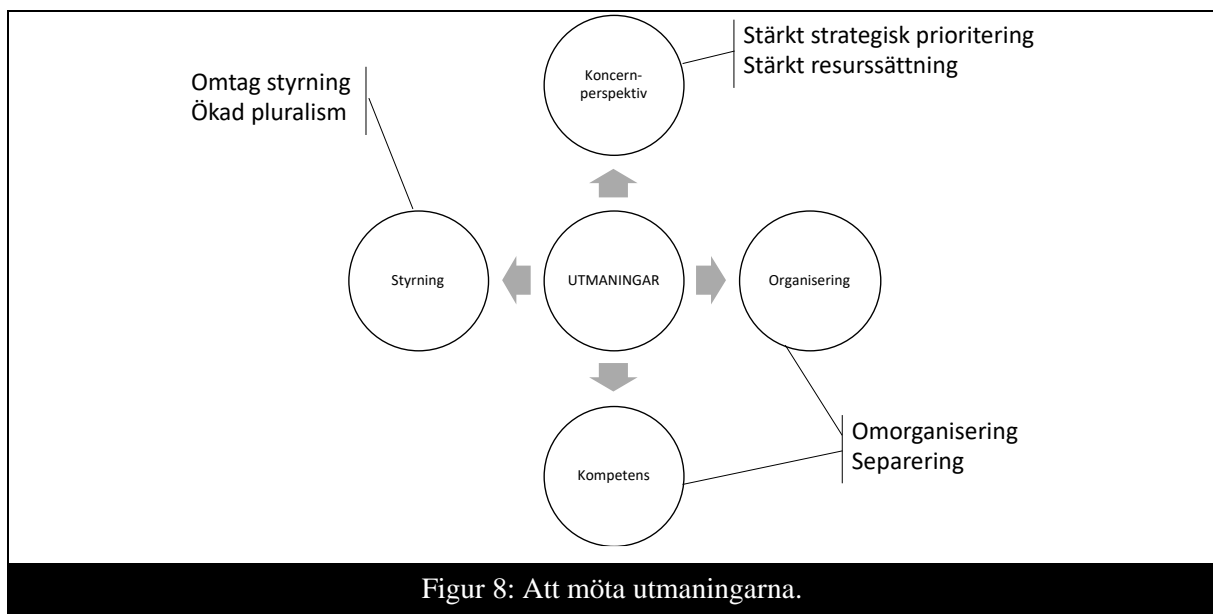 Stärkt strategisk prioritering
Stärkt resurssättning
Koncern-
perspektiv
Omtag styrning
Ökad pluralism
Styrning
UTMANINGAR
Organisering
Omorganisering
Separering
Kompetens
Figur 8: Att möta utmaningarna.